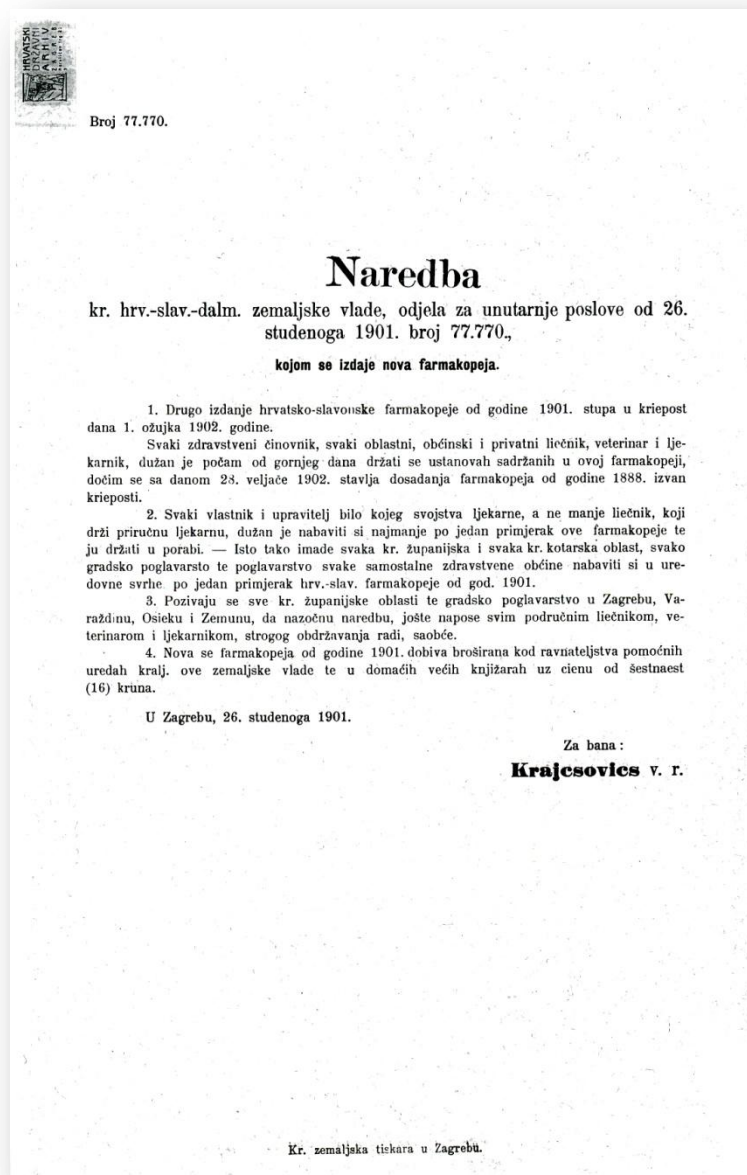 HRVATSKI
DRŽAVNI
ARHIV
ZAGREB
Broj 77.770.
Naredba
kr. hrv.-slav.-dalm. zemaljske vlade, odjela za unutarnje poslove od 26.
studenoga 1901. broj 77.770.,
kojom se izdaje nova farmakopeja.
1. Drugo izdanje hrvatsko-slavonske farmakopeje od godine 1901. stupa u kriepost
dana 1. ožujka 1902. godine.
Svaki zdravstveni činovnik, svaki oblastni, obćinski i privatni liečnik, veterinar i lje-
karnik, dužan je počam od gornjeg dana držati se ustanovah sadržanih u ovoj farmakopeji,
dočim se sa danom 28. veljače 1902. stavlja dosadanja farmakopeja od godine 1888. izvan
krieposti.
2. Svaki vlastnik i upravitelj bilo kojeg svojstva ljekarne, a ne manje liečnik, koji
drži priručnu ljekarnu, dužan je nabaviti si najmanje po jedan primjerak ove farmakopeje te
ju držati u porabi. — Isto tako imade svaka kr. županijska i svaka kr. kotarska oblast, svako
gradsko poglavarsto te poglavarstvo svake samostalne zdravstvene obćine nabaviti si u ure-
dovne svrhe po jedan primjerak hrv.-slav. farmakopeje od god. 1901.
3. Pozivaju se sve kr. županijske oblasti te gradsko poglavarstvo u Zagrebu, Va-
raždinu, Osieku i Zemunu, da nazočnu naredbu, jošte napose svim područnim liečnikom, ve-
terinarom i ljekarnikom, strogog obdržavanja radi, saobće.
4. Nova se farmakopeja od godine 1901. dobiva broširana kod ravnateljstva pomoćnih
uredah kralj. ove zemaljske vlade te u domaćih većih knjižarah uz cienu od šestnaest
(16) kruna.
U Zagrebu, 26. studenoga 1901.
Za bana :
Krajcsovics v. r.
Kr. zemaljska tiskara u Zagrebu.